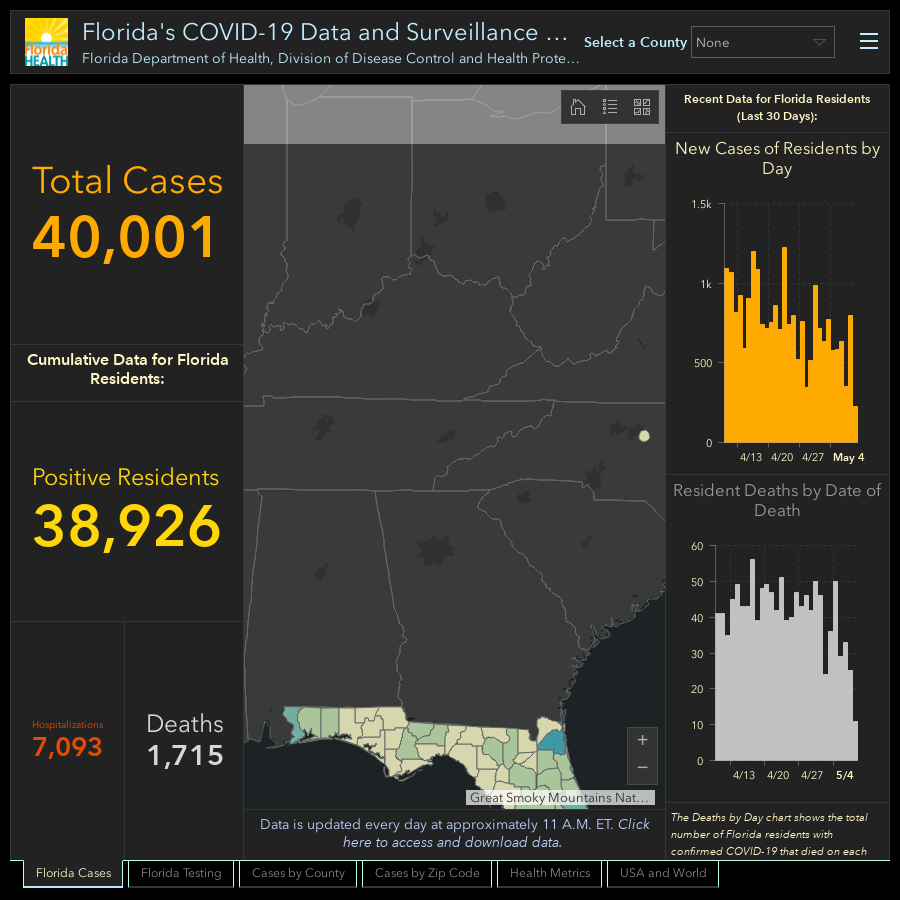 Florida HEALTH
Florida's COVID-19 Data and Surveillance ...
Florida Department of Health, Division of Disease Control and Health Prote...
Select a County
None
Total Cases
40,001
Cumulative Data for Florida
Residents:
Positive Residents
38,926
Hospitalizations
7,093
Deaths
1,715
Great Smoky Mountains Nat...
Data is updated every day at approximately 11 A.M. ET. Click
here to access and download data.
Recent Data for Florida Residents
(Last 30 Days):
New Cases of Residents by
Day
1.5k
1k
500
0
4/13 4/20 4/27 May 4
Resident Deaths by Date of
Death
60
50
40
30
20
10
0
4/13 4/20 4/27 5/4
The Deaths by Day chart shows the total
number of Florida residents with
confirmed COVID-19 that died on each
Florida Cases
Florida Testing
Cases by County
Cases by Zip Code
Health Metrics
USA and World